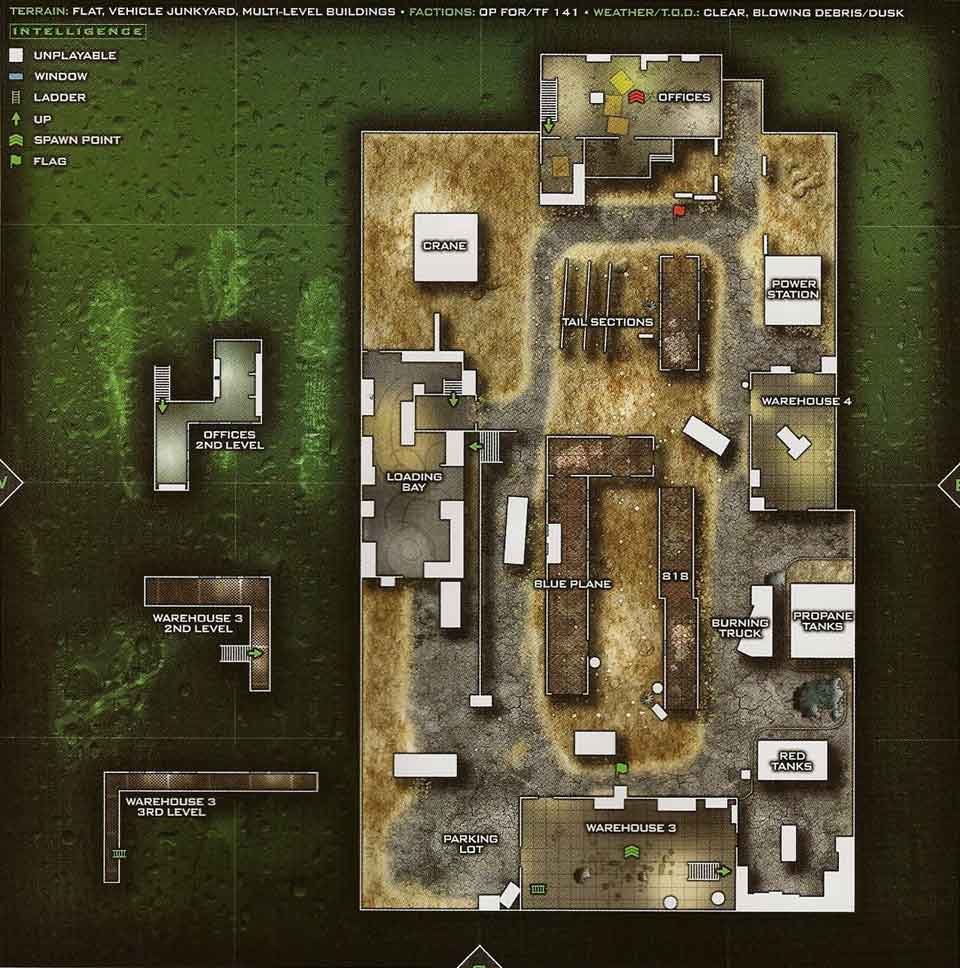 TERRAIN: FLAT, VEHICLE JUNKYARD, MULTI-LEVEL BUILDINGS • FACTIONS: OP FOR/TF 141 • WEATHER/T.O.D.: CLEAR, BLOWING DEBRIS/DUSK
INTELLIGENCE
UNPLAYABLE
WINDOW
LADDER
UP
SPAWN POINT
FLAG
OFFICES
CRANE
POWER
STATION
TAIL SECTIONS
WAREHOUSE 4
OFFICES
2ND LEVEL
LOADING
BAY
BLUE PLANE
818
WAREHOUSE 3
2ND LEVEL
BURNING
TRUCK
PROPANE
TANKS
RED
TANKS
WAREHOUSE 3
3RD LEVEL
PARKING
LOT
WAREHOUSE 3